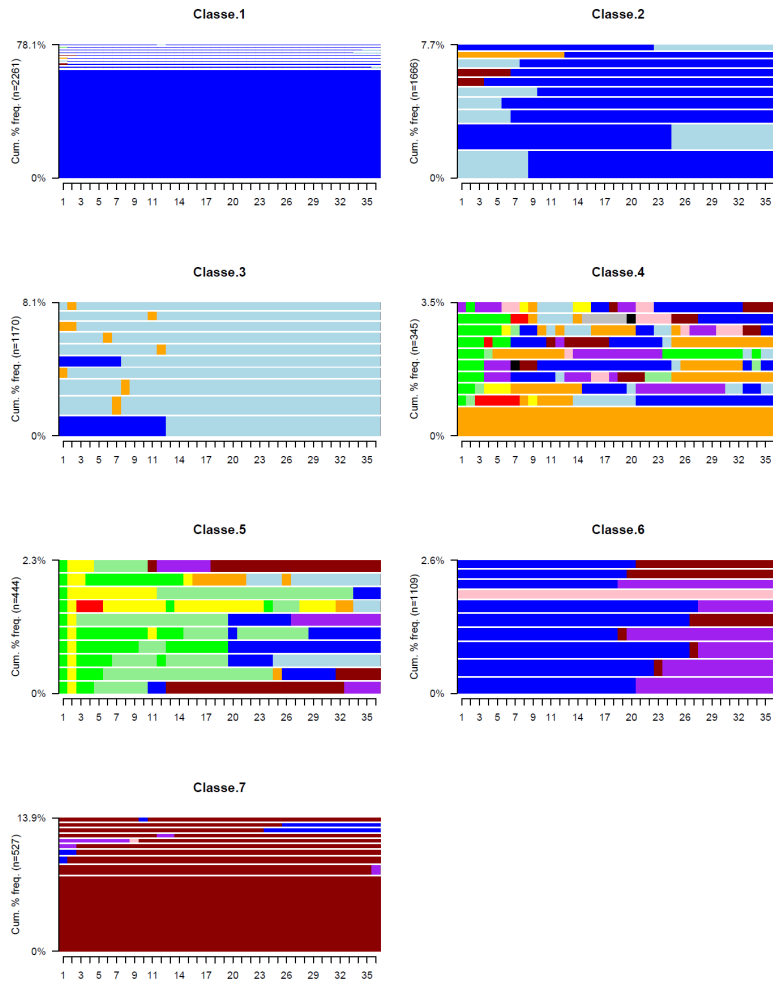 Classe.1
78.1%
Cum. % freq. (n=2261)
0%
1 3 5 7 9 11 14 17 20 23 26 29 32 35
Classe.2
7.7%
Cum. % freq. (n=1666)
0%
1 3 5 7 9 11 14 17 20 23 26 29 32 35
Classe.3
8.1%
Cum. % freq. (n=1170)
0%
1 3 5 7 9 11 14 17 20 23 26 29 32 35
Classe.4
3.5%
Cum. % freq. (n=345)
0%
1 3 5 7 9 11 14 17 20 23 26 29 32 35
Classe.5
2.3%
Cum. % freq. (n=444)
0%
1 3 5 7 9 11 14 17 20 23 26 29 32 35
Classe.6
2.6%
Cum. % freq. (n=1109)
0%
1 3 5 7 9 11 14 17 20 23 26 29 32 35
Classe.7
13.9%
Cum. % freq. (n=527)
0%
1 3 5 7 9 11 14 17 20 23 26 29 32 35